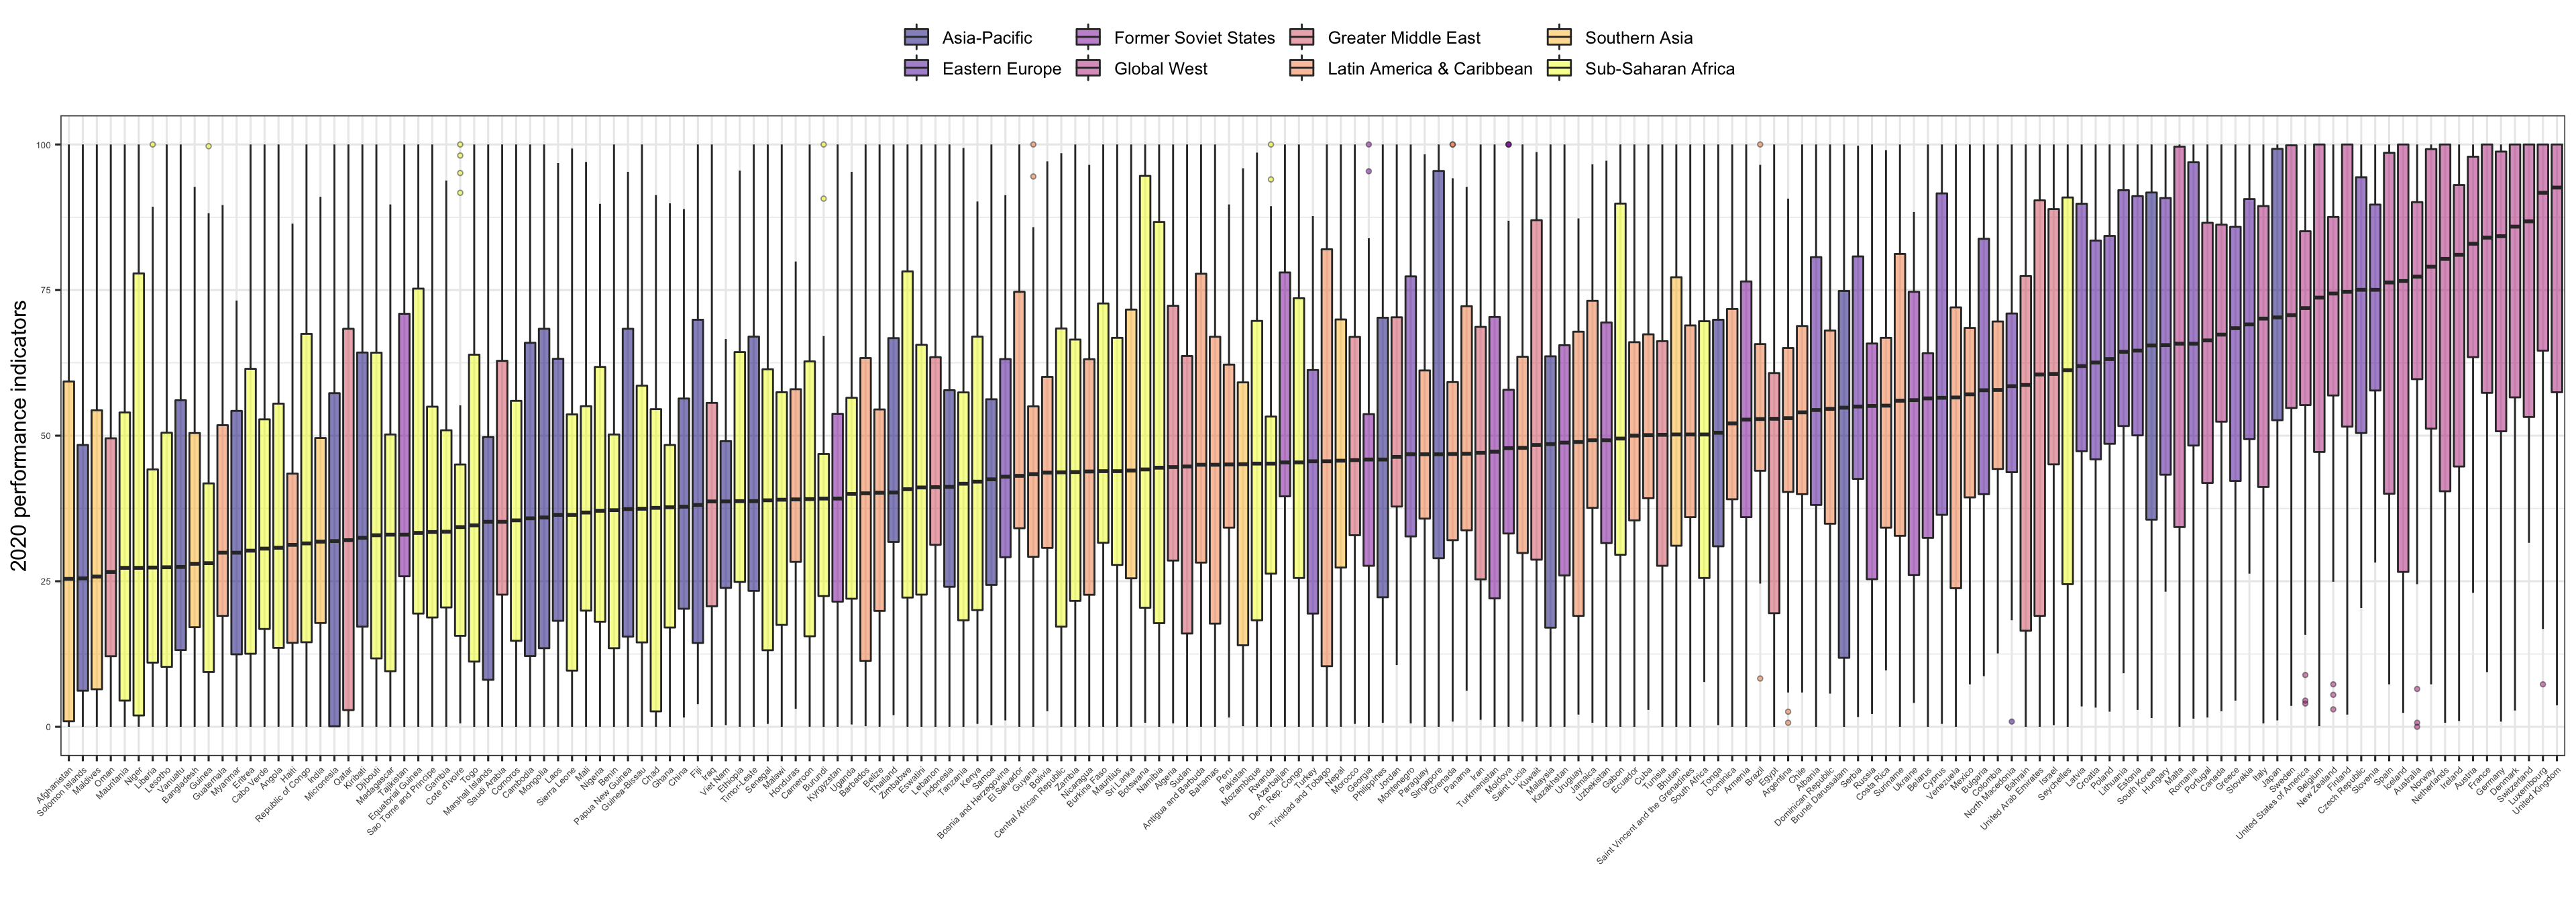 Asia-Pacific
Former Soviet States
Greater Middle East
Southern Asia
Eastern Europe
Global West
Latin America & Caribbean
Sub-Saharan Africa
2020 performance indicators
100
75
50
25
0
Afghanistan
Solomon Islands
Maldives
Oman
Mauritania
Niger
Liberia
Lesotho
Vanuatu
Bangladesh
Guinea
Guatemala
Myanmar
Eritrea
Cabo Verde
Angola
Haiti
Republic of Congo
India
Micronesia
Qatar
Kiribati
Djibouti
Madagascar
Tajikistan
Equatorial Guinea
Sao Tome and Principe
Gambia
Cote d'Ivoire
Togo
Marshall Islands
Saudi Arabia
Comoros
Cambodia
Mongolia
Laos
Sierra Leone
Mali
Nigeria
Benin
Papua New Guinea
Guinea-Bissau
Chad
Ghana
China
Fiji
Iraq
Viet Nam
Ethiopia
Timor-Leste
Senegal
Malawi
Honduras
Cameroon
Burundi
Kyrgyzstan
Uganda
Barbados
Belize
Thailand
Zimbabwe
Eswatini
Lebanon
Indonesia
Tanzania
Kenya
Samoa
Bosnia and Herzegovina
El Salvador
Guyana
Bolivia
Central African Republic
Zambia
Nicaragua
Burkina Faso
Mauritius
Sri Lanka
Botswana
Namibia
Algeria
Sudan
Antigua and Barbuda
Bahamas
Peru
Pakistan
Mozambique
Rwanda
Azerbaijan
Dem. Rep. Congo
Turkey
Trinidad and Tobago
Nepal
Morocco
Georgia
Philippines
Jordan
Montenegro
Paraguay
Singapore
Grenada
Panama
Iran
Turkmenistan
Moldova
Saint Lucia
Kuwait
Malaysia
Kazakhstan
Uruguay
Jamaica
Uzbekistan
Gabon
Ecuador
Cuba
Tunisia
Bhutan
Saint Vincent and the Grenadines
South Africa
Tonga
Dominica
Armenia
Brazil
Egypt
Argentina
Chile
Albania
Dominican Republic
Brunei Darussalam
Serbia
Russia
Costa Rica
Suriname
Ukraine
Belarus
Cyprus
Venezuela
Mexico
Bulgaria
Colombia
North Macedonia
Bahrain
United Arab Emirates
Israel
Seychelles
Latvia
Croatia
Poland
Lithuania
Estonia
South Korea
Hungary
Malta
Romania
Portugal
Canada
Greece
Slovakia
Italy
Japan
Sweden
United States of America
Belgium
New Zealand
Finland
Czech Republic
Slovenia
Spain
Iceland
Australia
Norway
Netherlands
Ireland
Austria
France
Germany
Denmark
Switzerland
Luxembourg
United Kingdom